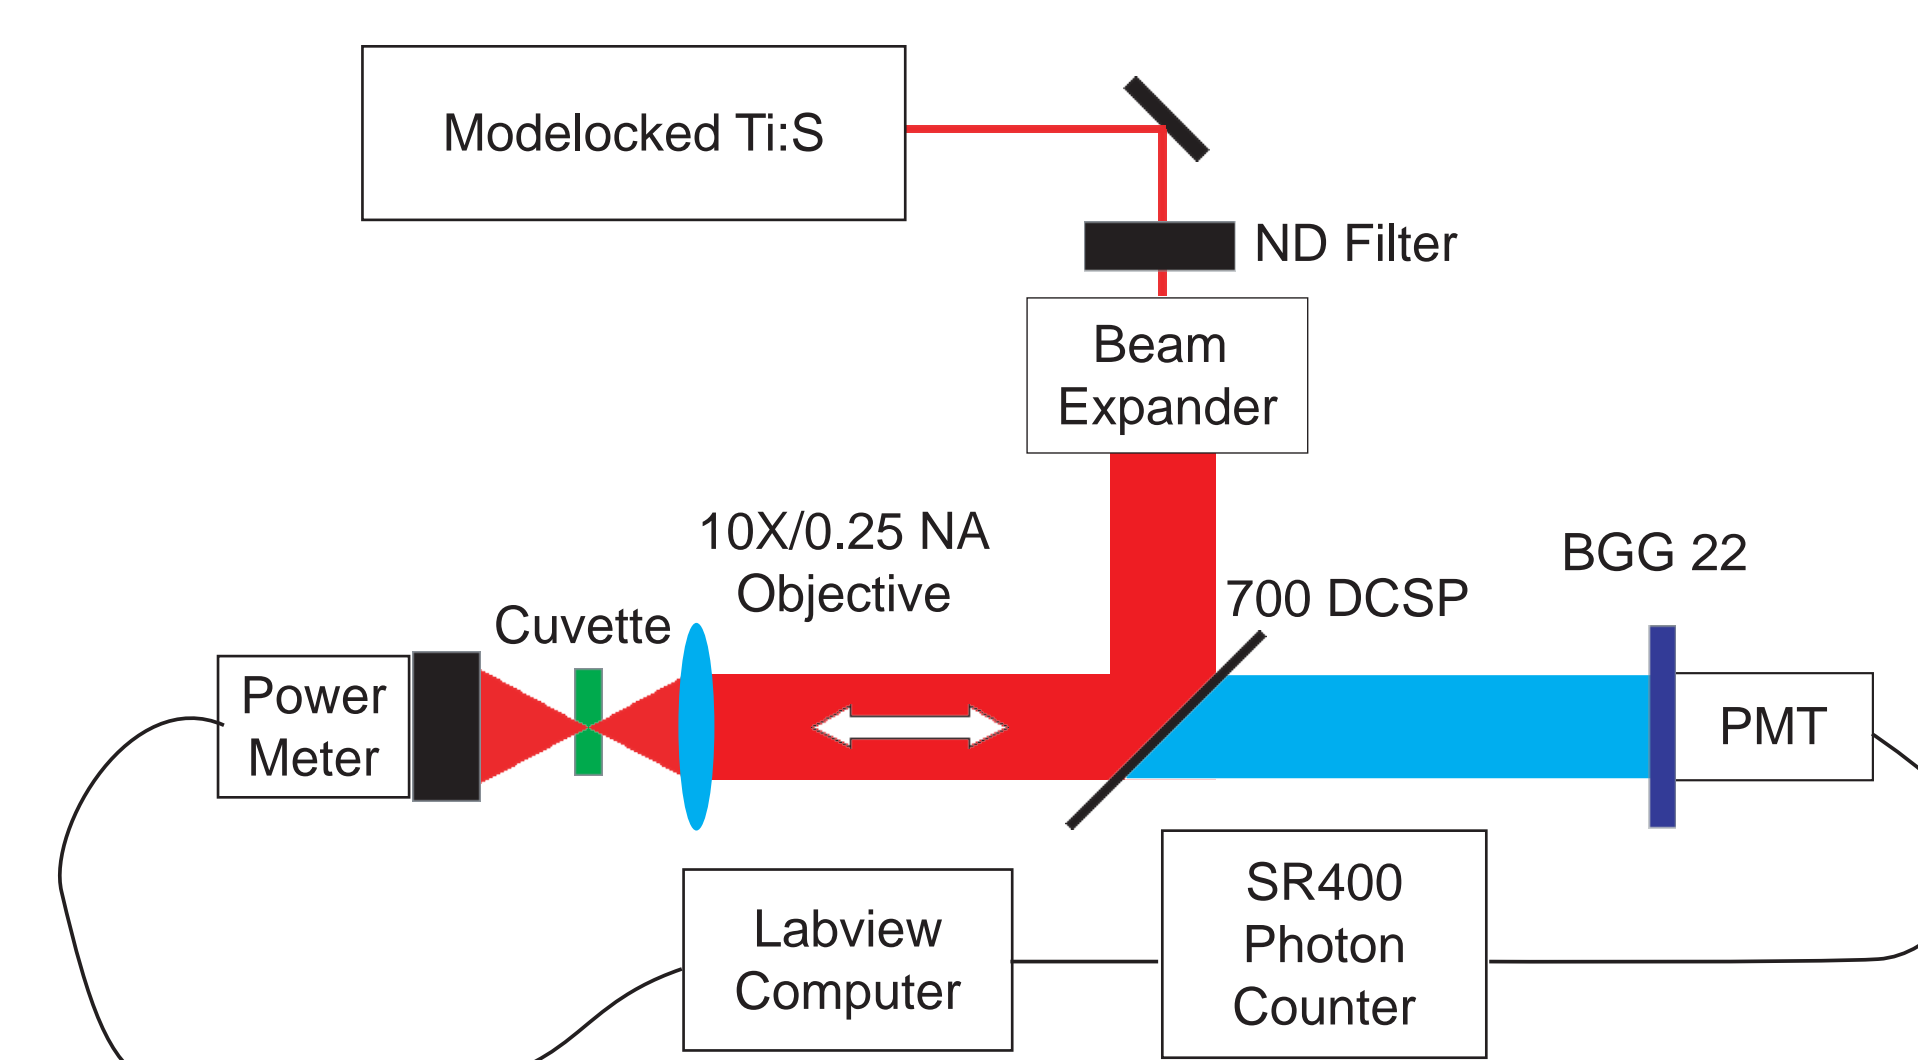 Modelocked Ti:S
ND Filter
Beam
Expander
10X/0.25 NA
Objective
BGG 22
700 DCSP
Cuvette
Power
Meter
PMT
SR400
Photon
Counter
Labview
Computer